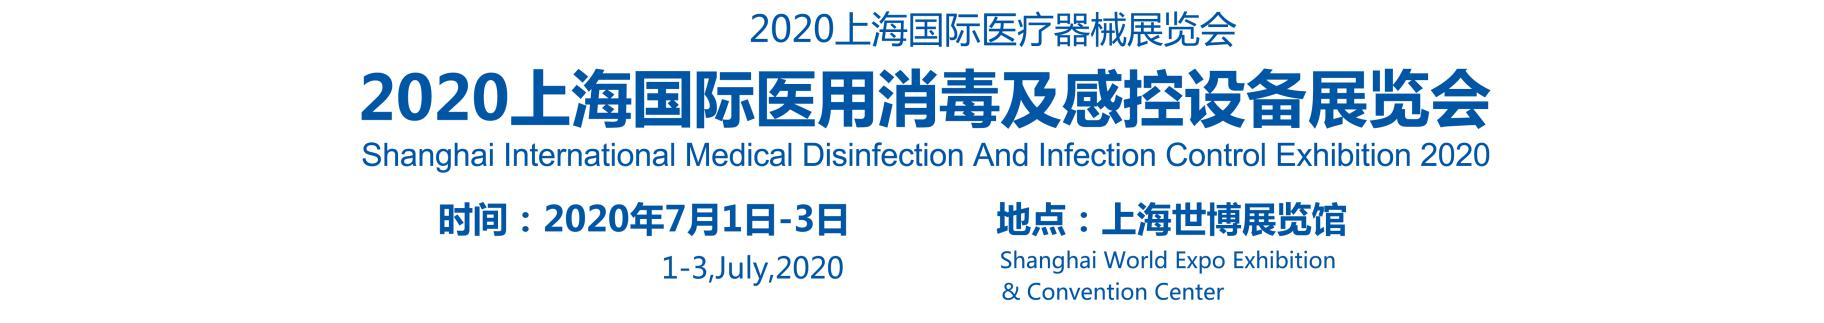 2020上海国际医疗器械展览会
2020上海国际医用消毒及感控设备展览会
Shanghai International Medical Disinfection And Infection Control Exhibition 2020
时间：2020年7月1日-3日
1-3,July,2020
地点：上海世博展览馆
Shanghai World Expo Exhibition
& Convention Center